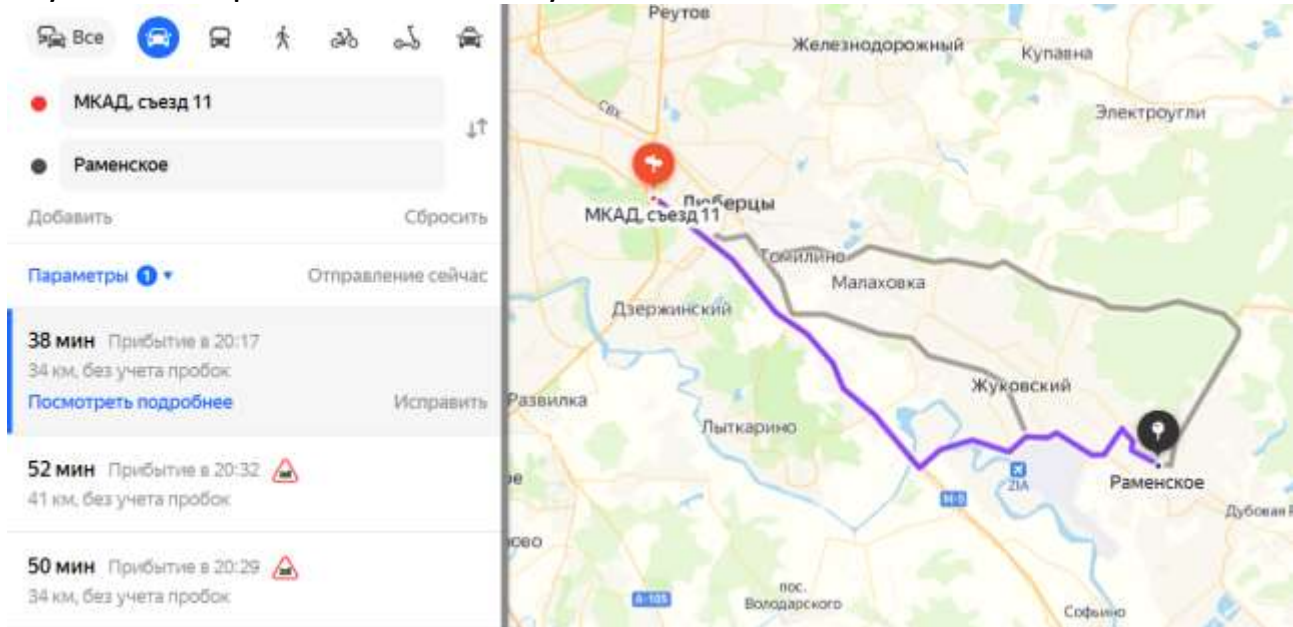 Все
МКАД, съезд 11
Раменское
Добавить
Сбросить
Параметры 1
Отправление сейчас
38 мин Прибытие в 20:17
34 км, без учета пробок
Посмотреть подробнее
Исправить
52 мин Прибытие в 20:32
41 км, без учета пробок
50 мин Прибытие в 20:29
34 км, без учета пробок
Реутов
Железнодорожный
Купавна
СВХ
Электроугли
Люберцы
МКАД, съезд 11
Томилино
Малаховка
Дзержинский
Жуковский
Развилка
Лыткарино
ZIA
Раменское
М-5
Дубовая
пос.
Володарского
А-105
Софьино